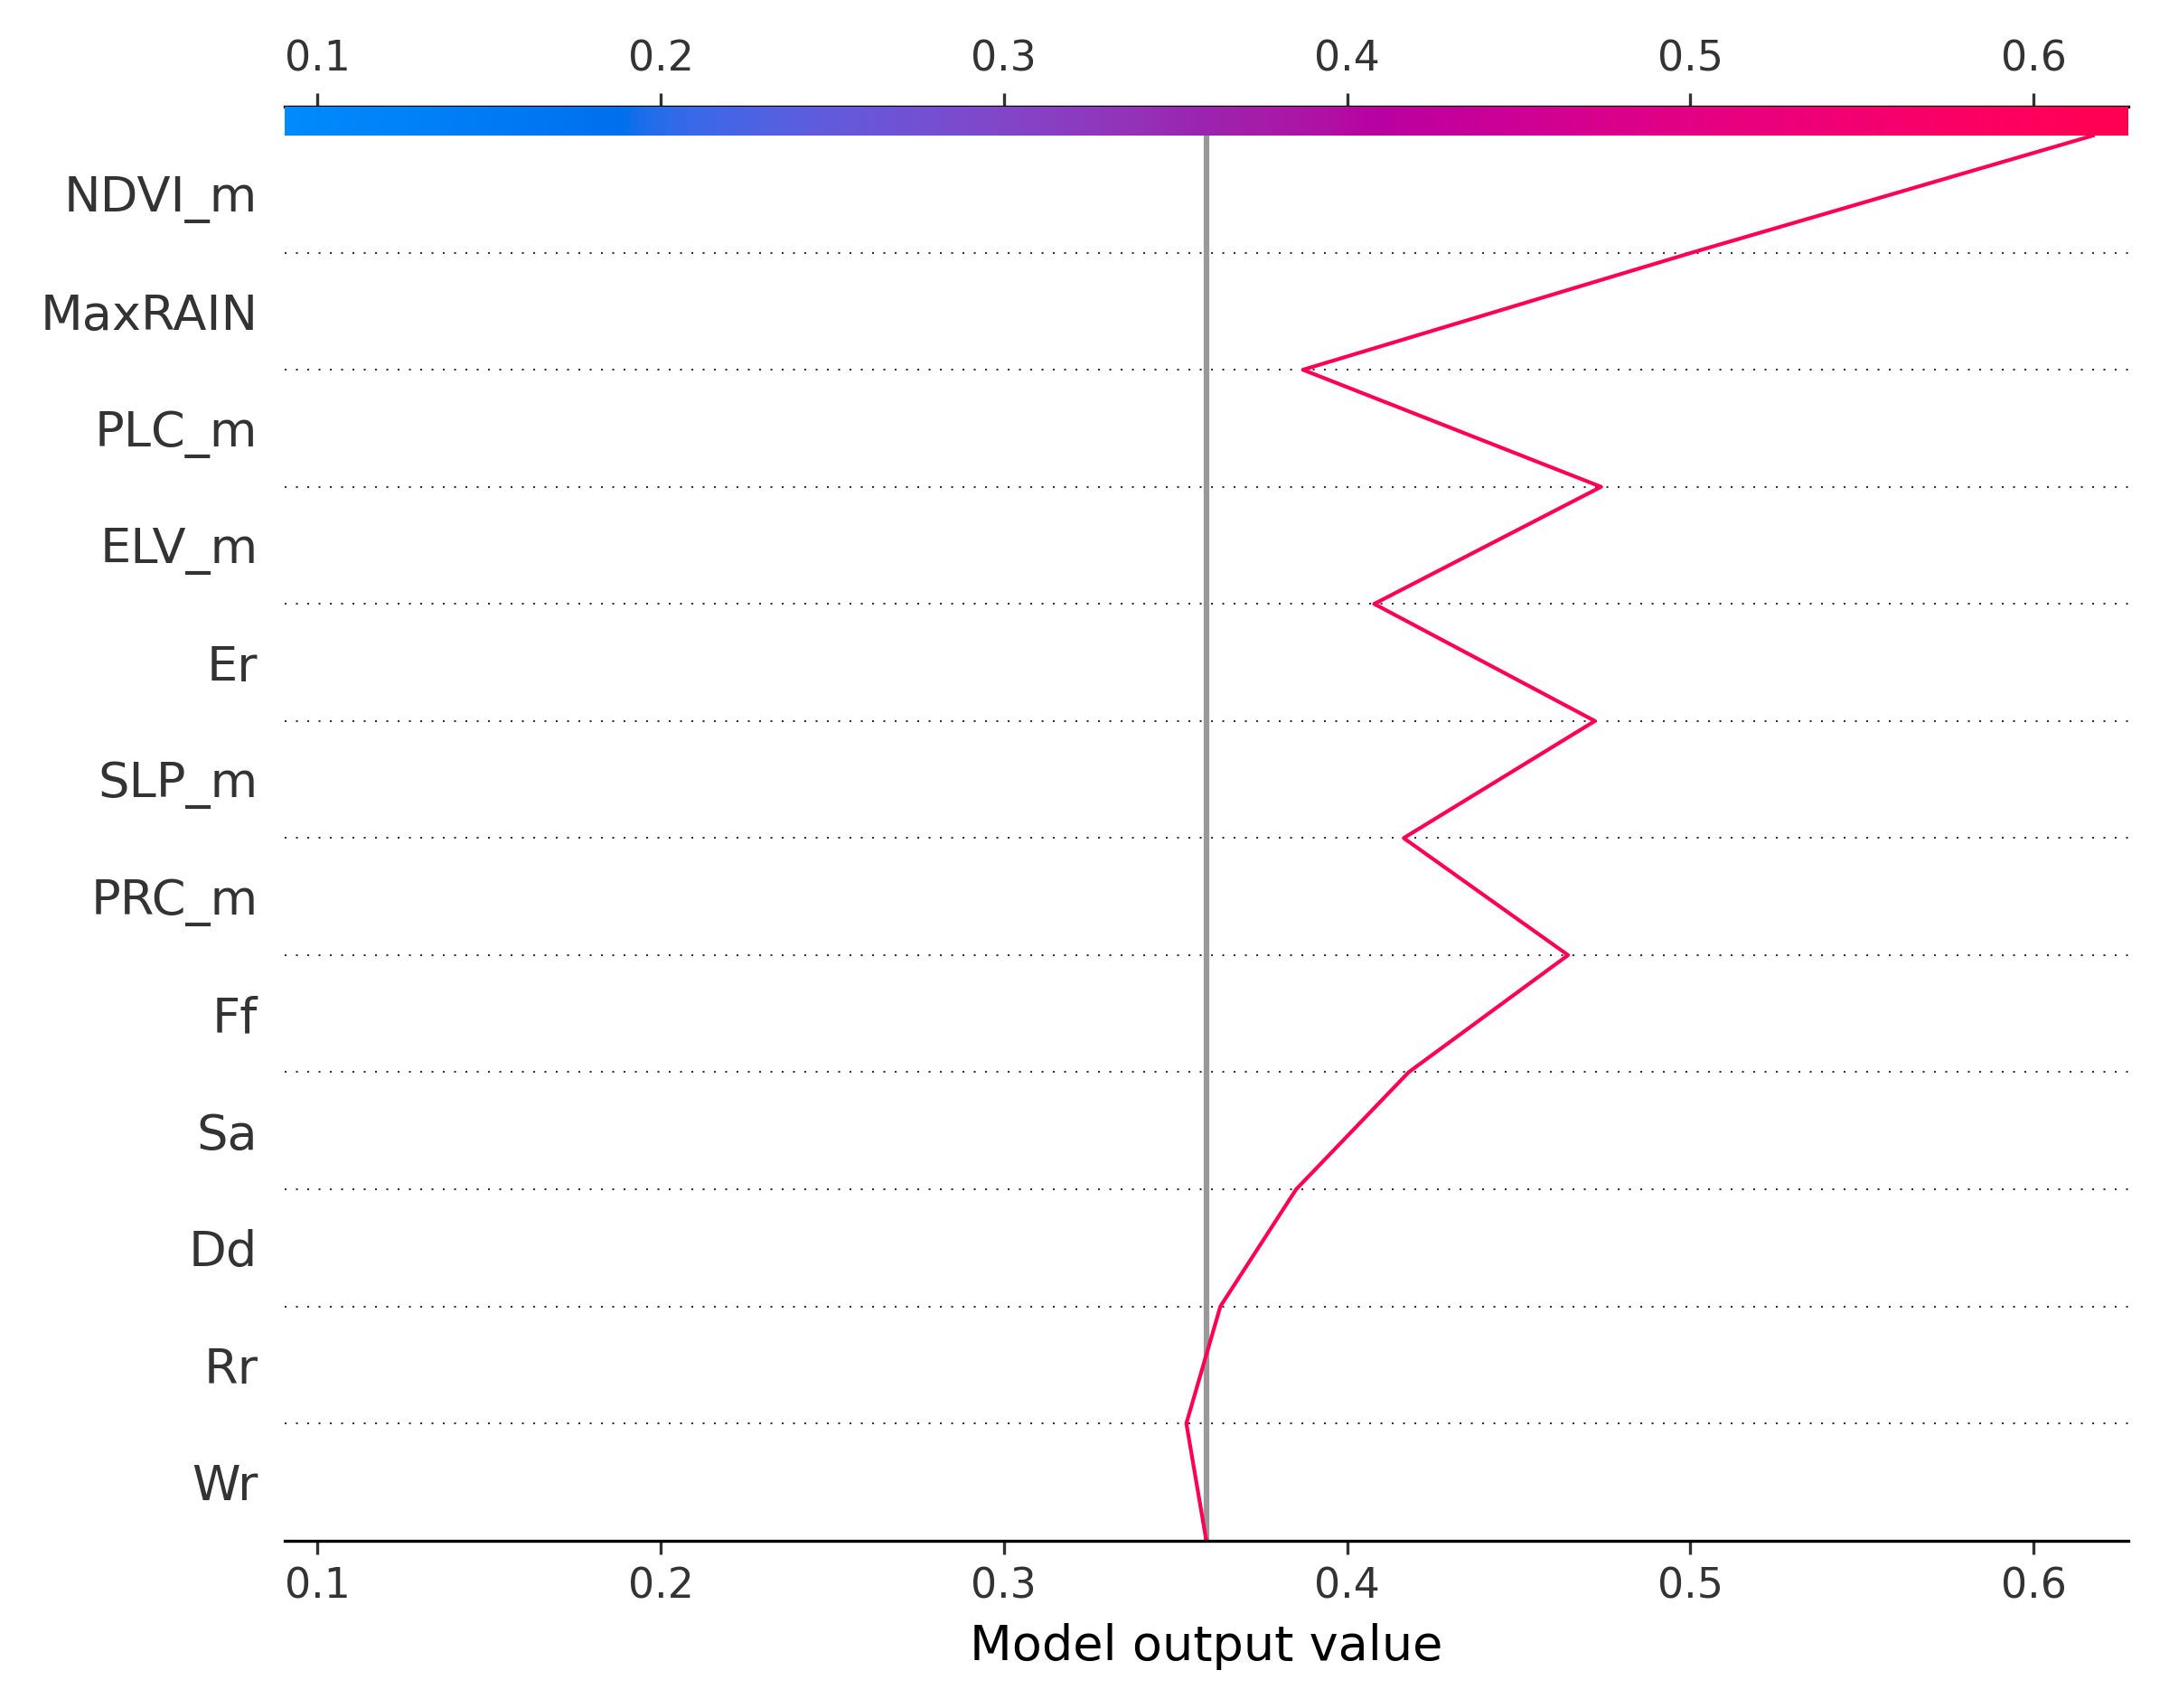 0.1 0.2 0.3 0.4 0.5 0.6
NDVI_m
MaxRAIN
PLC_m
ELV_m
Er
SLP_m
PRC_m
Ff
Sa
Dd
Rr
Wr
0.1 0.2 0.3 0.4 0.5 0.6
Model output value